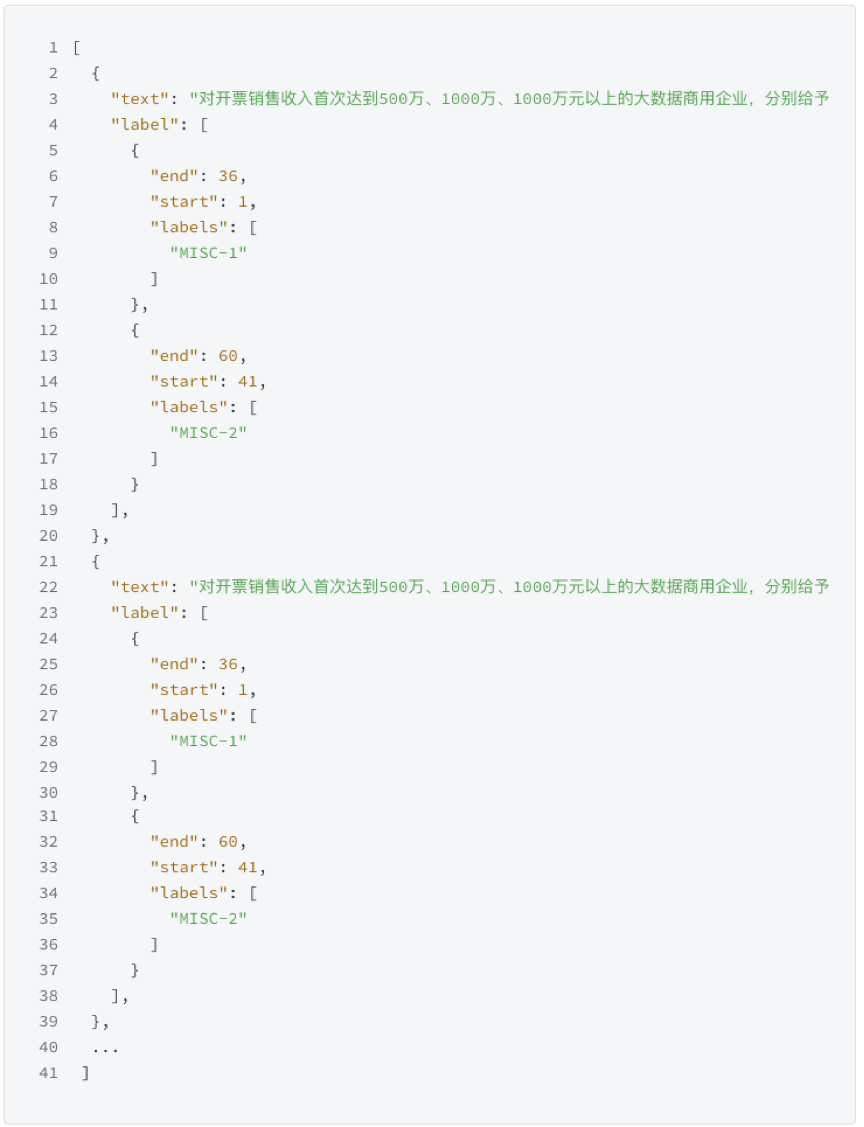 1 [
2   {
3     "text": "对开票销售收入首次达到500万、1000万、1000万元以上的大数据商用企业，分别给予
4     "label": [
5       {
6         "end": 36,
7         "start": 1,
8         "labels": [
9           "MISC-1"
10         ]
11       },
12       {
13         "end": 60,
14         "start": 41,
15         "labels": [
16           "MISC-2"
17         ]
18       }
19     ],
20   },
21   {
22     "text": "对开票销售收入首次达到500万、1000万、1000万元以上的大数据商用企业，分别给予
23     "label": [
24       {
25         "end": 36,
26         "start": 1,
27         "labels": [
28           "MISC-1"
29         ]
30       },
31       {
32         "end": 60,
33         "start": 41,
34         "labels": [
35           "MISC-2"
36         ]
37       }
38     ],
39   },
40   ...
41  ]